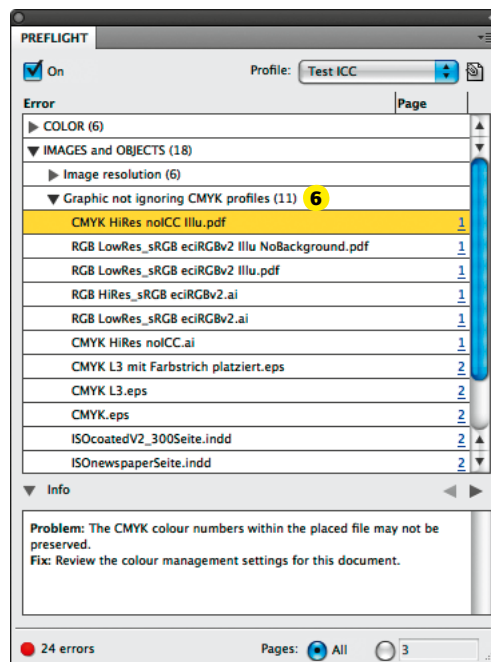 PREFLIGHT
On
Profile: Test ICC
Error Page
COLOR (6)
IMAGES and OBJECTS (18)
Image resolution (6)
Graphic not ignoring CMYK profiles (11) 6
CMYK HiRes noICC Illu.pdf 1
RGB LowRes_sRGB eciRGBv2 Illu NoBackground.pdf 1
RGB LowRes_sRGB eciRGBv2 Illu.pdf 1
RGB HiRes_sRGB eciRGBv2.ai 1
RGB LowRes_sRGB eciRGBv2.ai 1
CMYK HiRes noICC.ai 1
CMYK L3 mit Farbstrich platziert.eps 2
CMYK L3.eps 2
CMYK.eps 2
ISOcoatedV2_300Seite.indd 2
ISOnewspaperSeite.indd 2
Info
Problem: The CMYK colour numbers within the placed file may not be
preserved.
Fix: Review the colour management settings for this document.
24 errors Pages: All 3